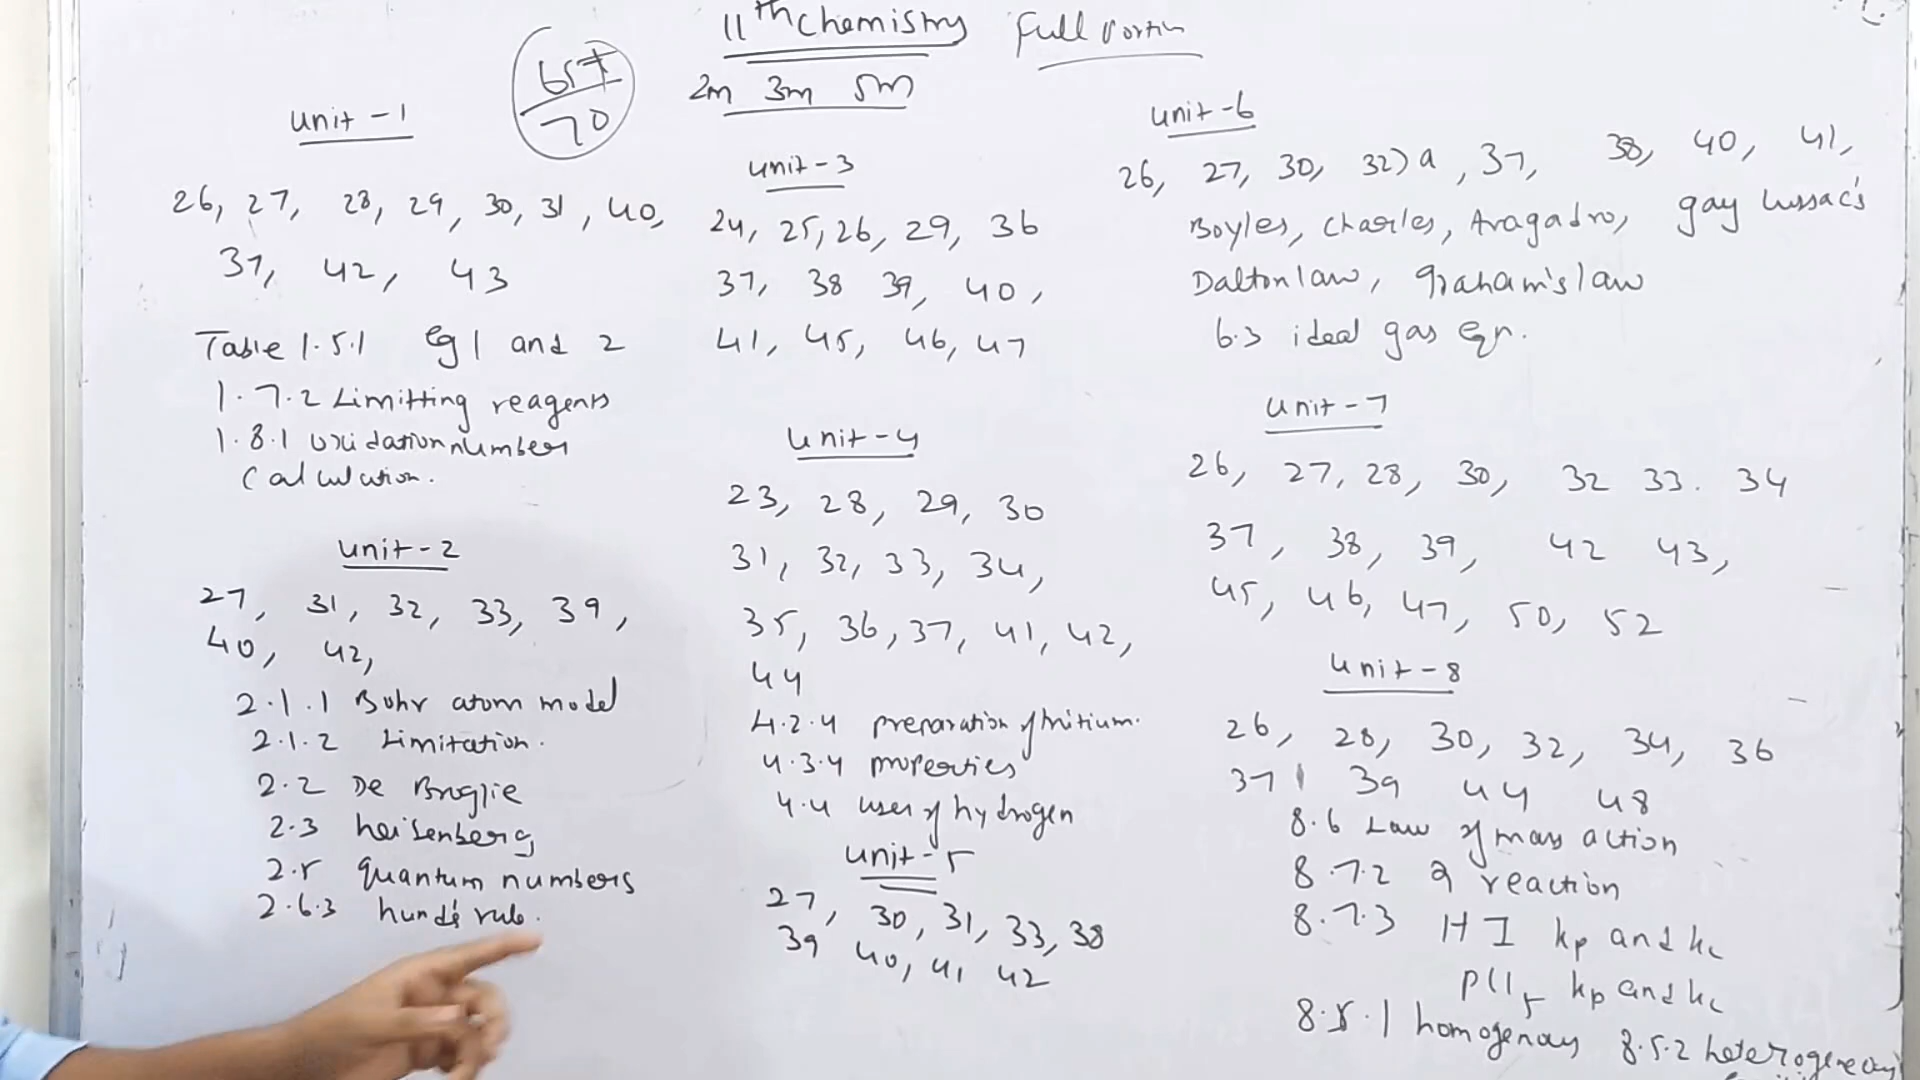 11th Chemistry Full Portin
65+
70
2m 3m 5m
Unit-1
26, 27, 28, 29, 30, 31, 40,
37, 42, 43
Table 1.5.1 eg 1 and 2
1.7.2 Limitting reagents
1.8.1 Oxidation number
Calculation.
Unit-2
27, 31, 32, 33, 39,
40, 42,
2.1.1 Bohr atom model
2.1.2 Limitation.
2.2 De Broglie
2.3 heisenberg
2.5 quantum numbers
2.6.3 hund's rule.
Unit-3
24, 25, 26, 29, 36
37, 38 39, 40,
41, 45, 46, 47
Unit-4
23, 28, 29, 30
31, 32, 33, 34,
35, 36, 37, 41, 42,
44
4.2.4 preparation of tritium.
4.3.4 properties
4.4 uses of hydrogen
Unit-5
27, 30, 31, 33, 38
39 40, 41 42
Unit-6
26, 27, 30, 32)a, 37, 38, 40, 41,
Boyles, Charles, Avagadro, gay lussac's
Dalton law, graham's law
6.3 ideal gas eqn.
Unit-7
26, 27, 28, 30, 32 33. 34
37, 38, 39, 42 43,
45, 46, 47, 50, 52
Unit-8
26, 28, 30, 32, 34, 36
37 39 44 48
8.6 Law of mass action
8.7.2 reaction
8.7.3 HI kp and kc
PCl5 kp and kc
8.5.1 homogenous 8.5.2 heterogeneous